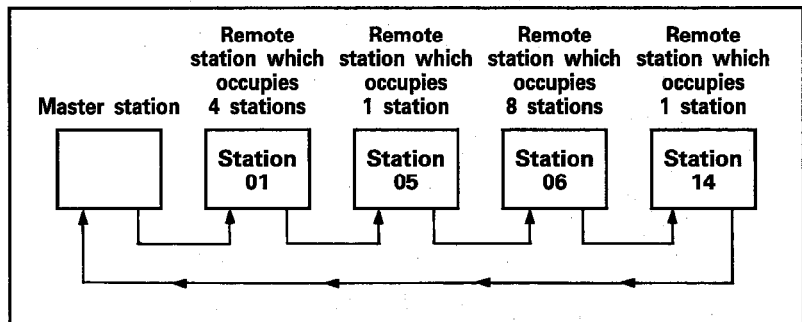 Master station
Remote
station which
occupies
4 stations
Remote
station which
occupies
1 station
Remote
station which
occupies
8 stations
Remote
station which
occupies
1 station
Station
01
Station
05
Station
06
Station
14